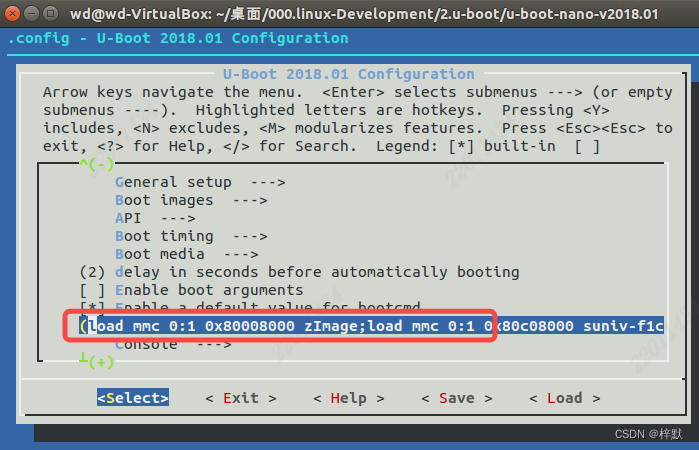 wd@wd-VirtualBox: ~/桌面/000.linux-Development/2.u-boot/u-boot-nano-v2018.01
.config - U-Boot 2018.01 Configuration
U-Boot 2018.01 Configuration
Arrow keys navigate the menu.  <Enter> selects submenus ---> (or empty
submenus ----).  Highlighted letters are hotkeys.  Pressing <Y>
includes, <N> excludes, <M> modularizes features.  Press <Esc><Esc> to
exit, <?> for Help, </> for Search.  Legend: [*] built-in  [ ]
^(-)
General setup  --->
Boot images  --->
API  --->
Boot timing  --->
Boot media  --->
(2) delay in seconds before automatically booting
[ ] Enable boot arguments
[*] Enable a default value for bootcmd
(load mmc 0:1 0x80008000 zImage;load mmc 0:1 0x80c08000 suniv-f1c
Console  --->
┴(+)
<Select>    < Exit >    < Help >    < Save >    < Load >
CSDN @梓默